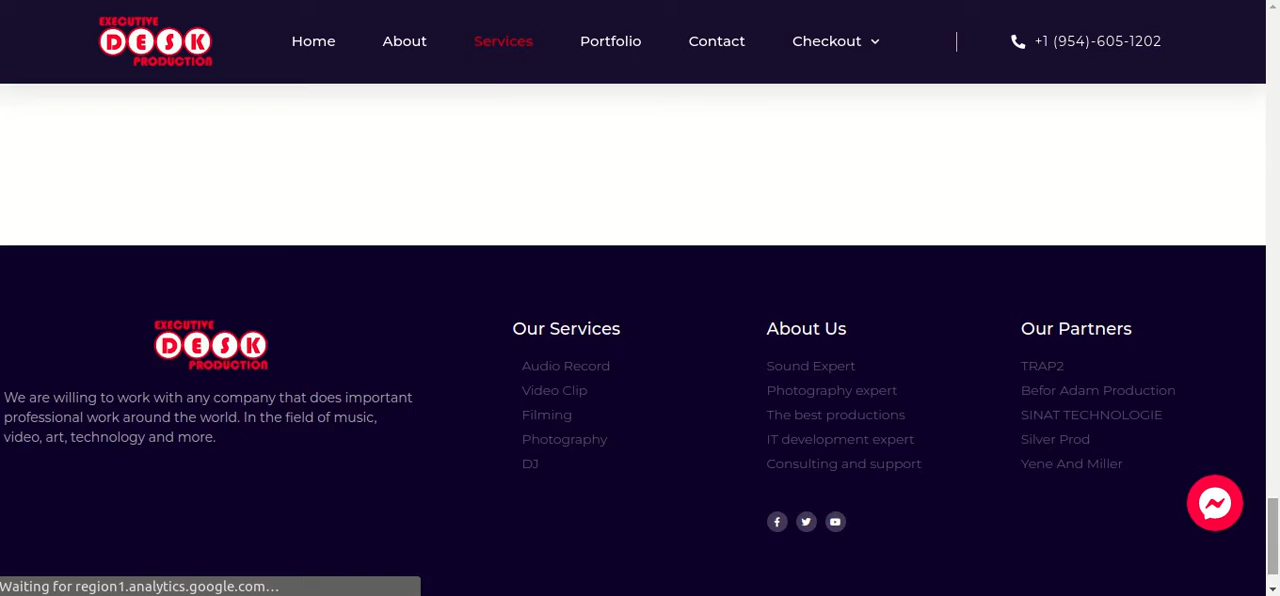 EXECUTIVE
DESK
PRODUCTION
Home
About
Services
Portfolio
Contact
Checkout
+1 (954)-605-1202
EXECUTIVE
DESK
PRODUCTION
We are willing to work with any company that does important
professional work around the world. In the field of music,
video, art, technology and more.
Our Services
Audio Record
Video Clip
Filming
Photography
DJ
About Us
Sound Expert
Photography expert
The best productions
IT development expert
Consulting and support
Our Partners
TRAP2
Befor Adam Production
SINAT TECHNOLOGIE
Silver Prod
Yene And Miller
Waiting for region1.analytics.google.com…